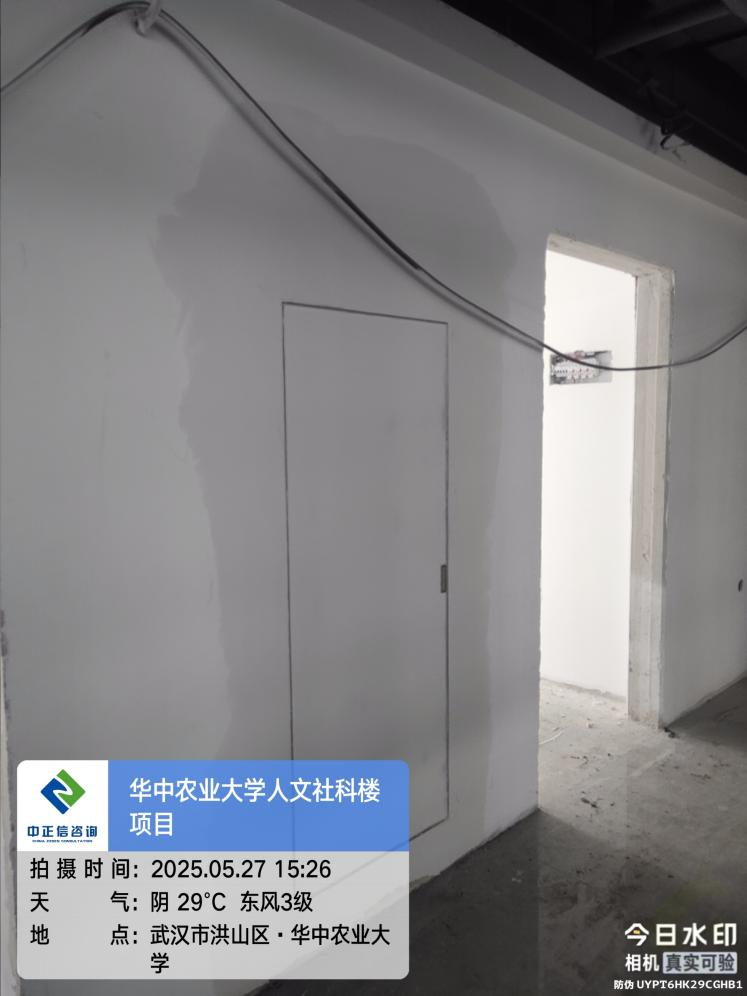 华中农业大学人文社科楼
项目
中正信咨询
CHINA ZEXIN CONSULTATION
拍摄时间：2025.05.27 15:26
天气：阴 29℃ 东风3级
地点：武汉市洪山区·华中农业大
学
今日水印
相机 真实可验
防伪 UYPT6HK29CGHB1